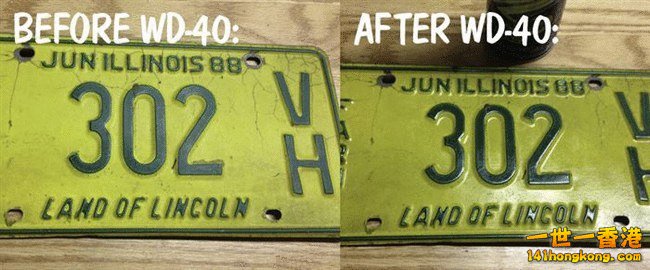 BEFORE WD-40:
JUN ILLINOIS 88
302
VH
LAND OF LINCOLN
AFTER WD-40:
JUN ILLINOIS 88
302
VH
LAND OF LINCOLN
一世一香港
141hongkong.com